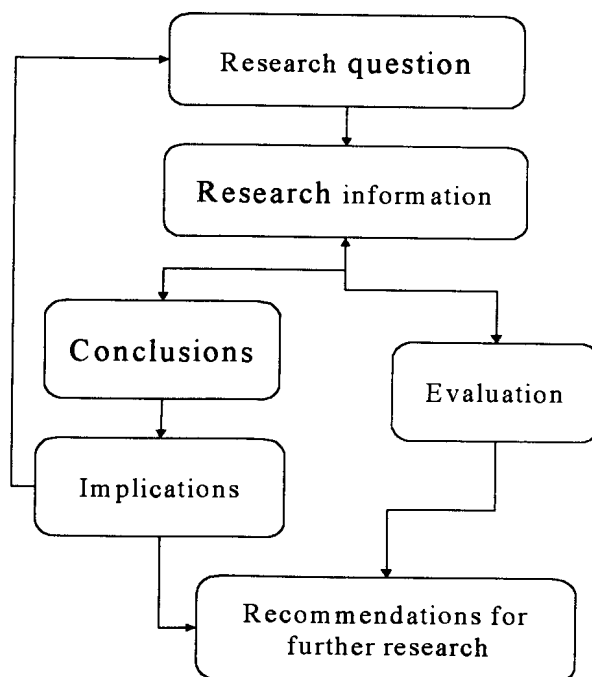 Research question
Research information
Conclusions
Evaluation
Implications
Recommendations for
further research